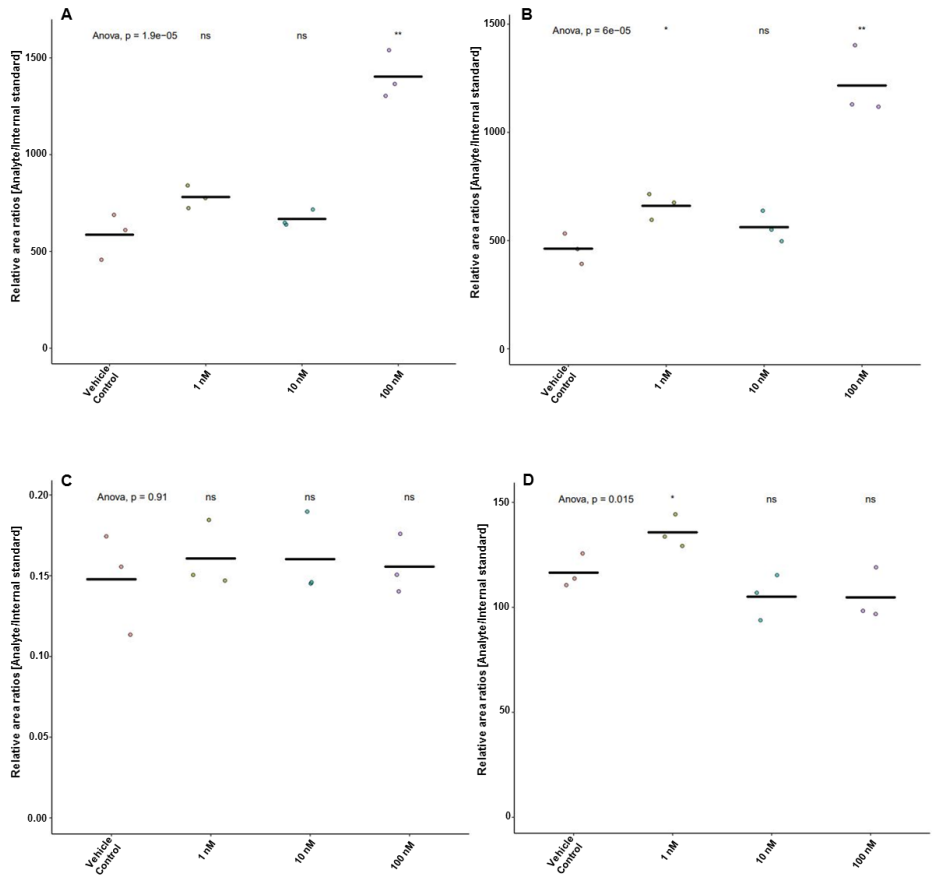 A
Anova, p = 1.9e−05 ns ns **
Relative area ratios [Analyte/Internal standard]
1500
1000
500
0
Vehicle
Control
1 nM
10 nM
100 nM
B
Anova, p = 6e−05 * ns **
Relative area ratios [Analyte/Internal standard]
1500
1000
500
0
Vehicle
Control
1 nM
10 nM
100 nM
C
Anova, p = 0.91 ns ns ns
Relative area ratios [Analyte/Internal standard]
0.20
0.15
0.10
0.05
0.00
Vehicle
Control
1 nM
10 nM
100 nM
D
Anova, p = 0.015 * ns ns
Relative area ratios [Analyte/Internal standard]
150
100
50
0
Vehicle
Control
1 nM
10 nM
100 nM